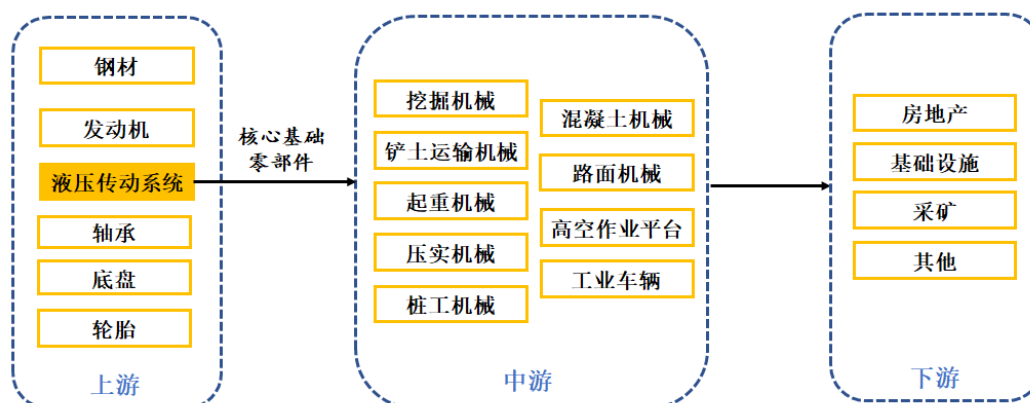 钢材
发动机
液压传动系统
轴承
底盘
轮胎
上游
核心基础
零部件
挖掘机械
铲土运输机械
起重机械
压实机械
桩工机械
混凝土机械
路面机械
高空作业平台
工业车辆
中游
房地产
基础设施
采矿
其他
下游